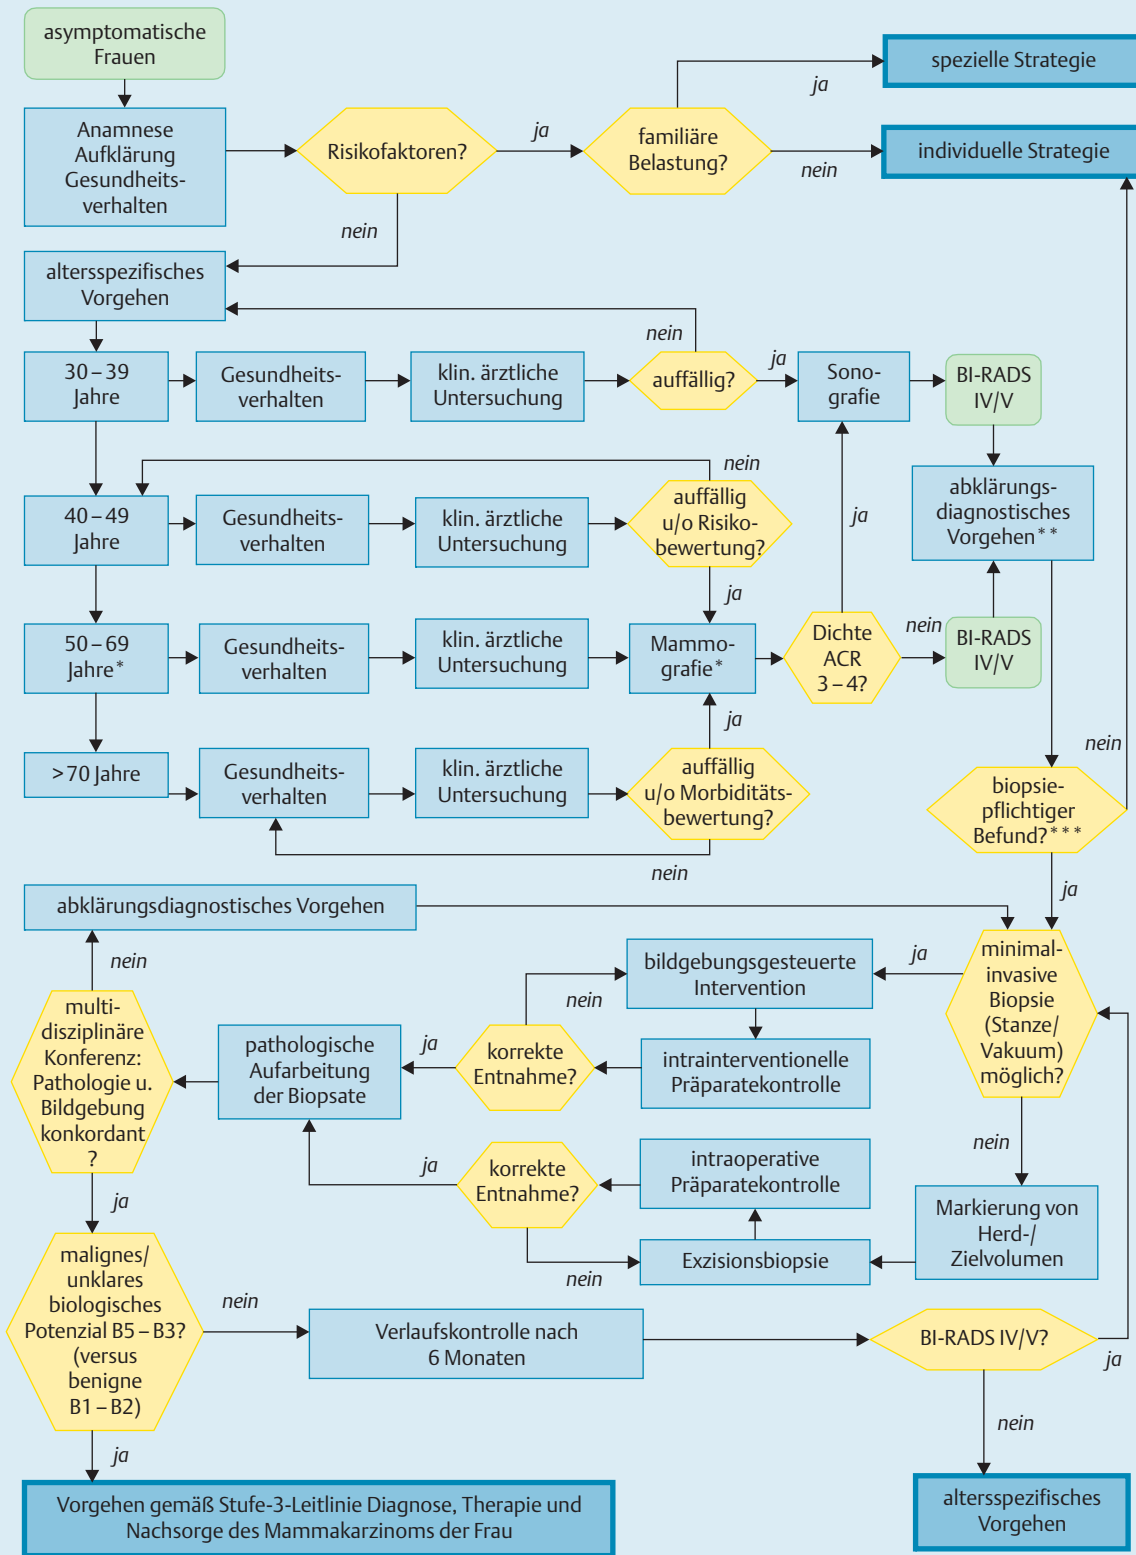 asymptomatische
Frauen
spezielle Strategie
ja
Anamnese
Aufklärung
Gesundheits-
verhalten
Risikofaktoren?
ja
familiäre
Belastung?
nein
individuelle Strategie
nein
altersspezifisches
Vorgehen
nein
30 – 39
Jahre
Gesundheits-
verhalten
klin. ärztliche
Untersuchung
auffällig?
ja
Sono-
grafie
BI-RADS
IV/V
nein
40 – 49
Jahre
Gesundheits-
verhalten
klin. ärztliche
Untersuchung
auffällig
u/o Risiko-
bewertung?
ja
ja
abklärungs-
diagnostisches
Vorgehen**
50 – 69
Jahre*
Gesundheits-
verhalten
klin. ärztliche
Untersuchung
Mammo-
grafie*
Dichte
ACR
3 – 4?
nein
BI-RADS
IV/V
ja
>70 Jahre
Gesundheits-
verhalten
klin. ärztliche
Untersuchung
auffällig
u/o Morbiditäts-
bewertung?
nein
nein
biopsie-
pflichtiger
Befund?***
ja
abklärungsdiagnostisches Vorgehen
nein
multi-
disziplinäre
Konferenz:
Pathologie u.
Bildgebung
konkordant
?
pathologische
Aufarbeitung
der Biopsate
ja
korrekte
Entnahme?
nein
bildgebungsgesteuerte
Intervention
ja
minimal-
invasive
Biopsie
(Stanze/
Vakuum)
möglich?
intrainterventionelle
Präparatekontrolle
nein
ja
ja
korrekte
Entnahme?
intraoperative
Präparatekontrolle
Markierung von
Herd-/
Zielvolumen
nein
Exzisionsbiopsie
malignes/
unklares
biologisches
Potenzial B5 – B3?
(versus
benigne
B1 – B2)
nein
Verlaufskontrolle nach
6 Monaten
BI-RADS IV/V?
ja
nein
ja
Vorgehen gemäß Stufe-3-Leitlinie Diagnose, Therapie und
Nachsorge des Mammakarzinoms der Frau
altersspezifisches
Vorgehen